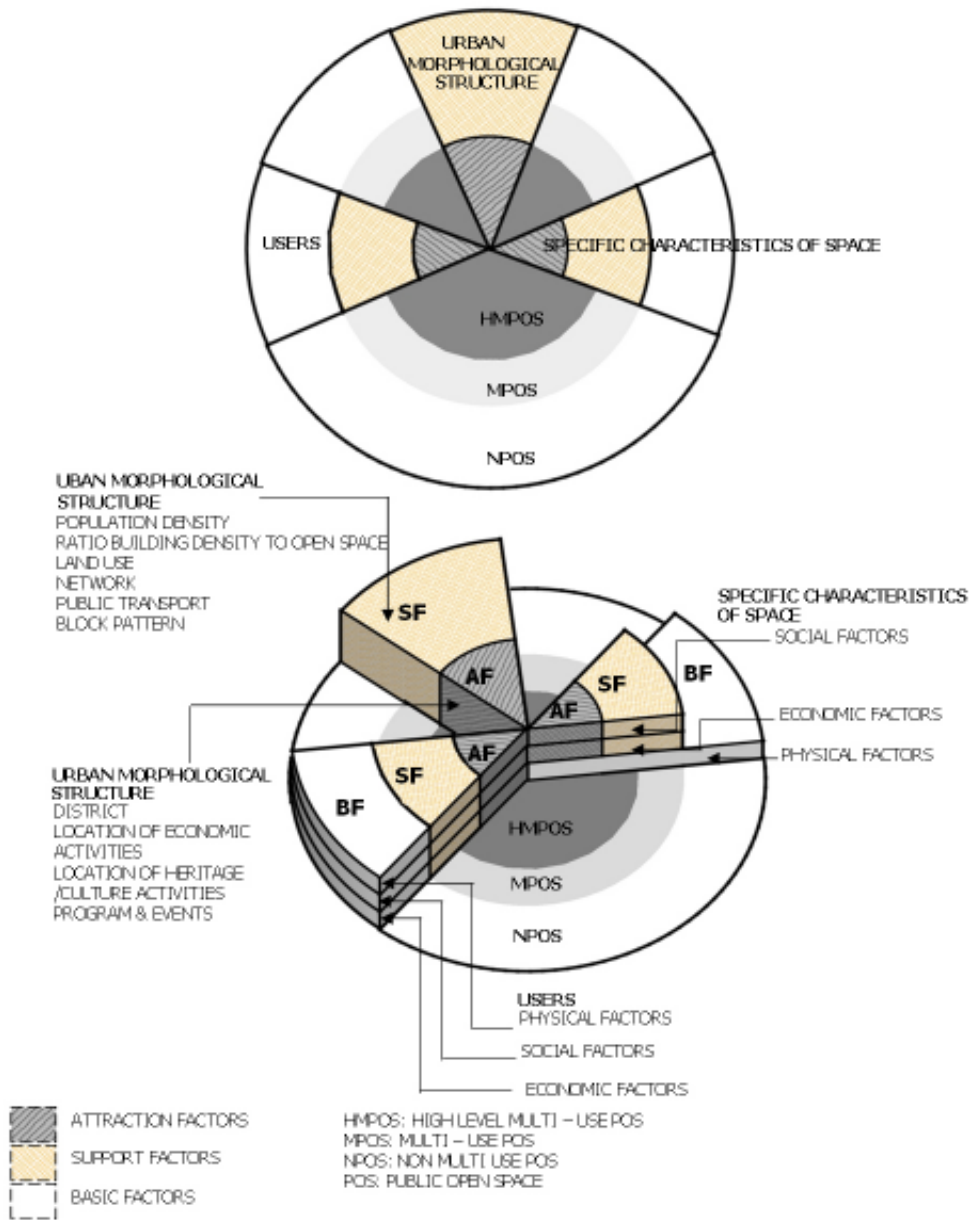 URBAN
MORPHOLOGICAL
STRUCTURE
USERS
SPECIFIC CHARACTERISTICS OF SPACE
HMPOS
MPOS
NPOS
UBAN MORPHOLOGICAL
STRUCTURE
POPULATION DENSITY
RATIO BUILDING DENSITY TO OPEN SPACE
LAND USE
NETWORK
PUBLIC TRANSPORT
BLOCK PATTERN
SPECIFIC CHARACTERISTICS
OF SPACE
SOCIAL FACTORS
ECONOMIC FACTORS
PHYSICAL FACTORS
SF
AF
AF
SF
BF
AF
SF
BF
URBAN MORPHOLOGICAL
STRUCTURE
DISTRICT
LOCATION OF ECONOMIC
ACTIVITIES
LOCATION OF HERITAGE
/CULTURE ACTIVITIES
PROGRAM & EVENTS
HMPOS
MPOS
NPOS
USERS
PHYSICAL FACTORS
SOCIAL FACTORS
ECONOMIC FACTORS
ATTRACTION FACTORS
SUPPORT FACTORS
BASIC FACTORS
HMPOS: HIGH LEVEL MULTI - USE POS
MPOS: MULTI - USE POS
NPOS: NON MULTI USE POS
POS: PUBLIC OPEN SPACE